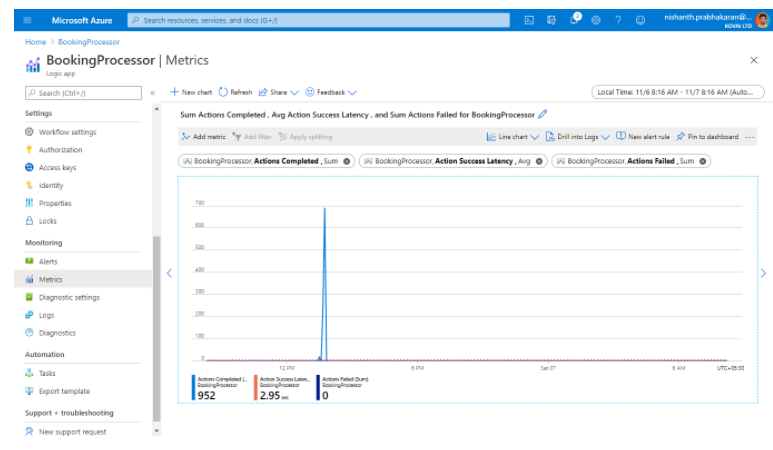 Microsoft Azure
Search resources, services, and docs (G+/)
nishanth.prabhakaran@...
KOVAI LTD
Home > BookingProcessor
BookingProcessor | Metrics
Logic app
Search (Ctrl+/)
New chart
Refresh
Share
Feedback
Local Time: 11/6 8:16 AM - 11/7 8:16 AM (Auto...
Settings
Workflow settings
Authorization
Access keys
Identity
Properties
Locks
Monitoring
Alerts
Metrics
Diagnostic settings
Logs
Diagnostics
Automation
Tasks
Export template
Support + troubleshooting
New support request
Sum Actions Completed , Avg Action Success Latency , and Sum Actions Failed for BookingProcessor
Add metric
Add filter
Apply splitting
Line chart
Drill into Logs
New alert rule
Pin to dashboard
BookingProcessor, Actions Completed , Sum
BookingProcessor, Action Success Latency , Avg
BookingProcessor, Actions Failed , Sum
700
600
500
400
300
200
100
0
12 PM
6 PM
Sat 07
6 AM
UTC+05:30
Actions Completed (...
BookingProcessor
952
Action Success Laten...
BookingProcessor
2.95 sec
Actions Failed (Sum)
BookingProcessor
0